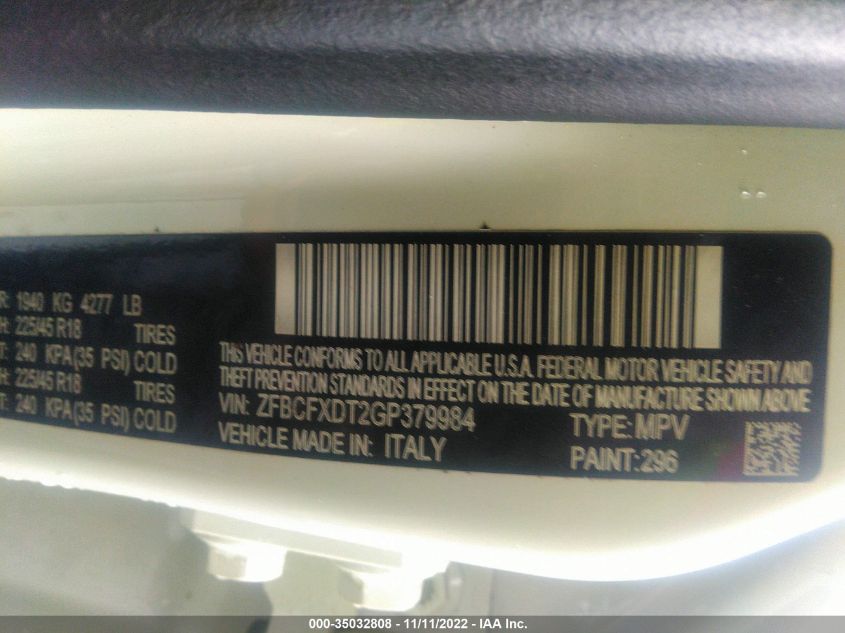 R: 1940 KG 4277 LB
H: 225/45 R18 TIRES
T: 240 KPA(35 PSI) COLD
H: 225/45 R18 TIRES
T: 240 KPA(35 PSI) COLD
THIS VEHICLE CONFORMS TO ALL APPLICABLE U.S.A. FEDERAL MOTOR VEHICLE SAFETY AND
THEFT PREVENTION STANDARDS IN EFFECT ON THE DATE OF MANUFACTURE SHOWN ABOVE
VIN: ZFBCFXDT2GP379984 TYPE: MPV
VEHICLE MADE IN: ITALY PAINT: 296
000-35032808 - 11/11/2022 - IAA Inc.